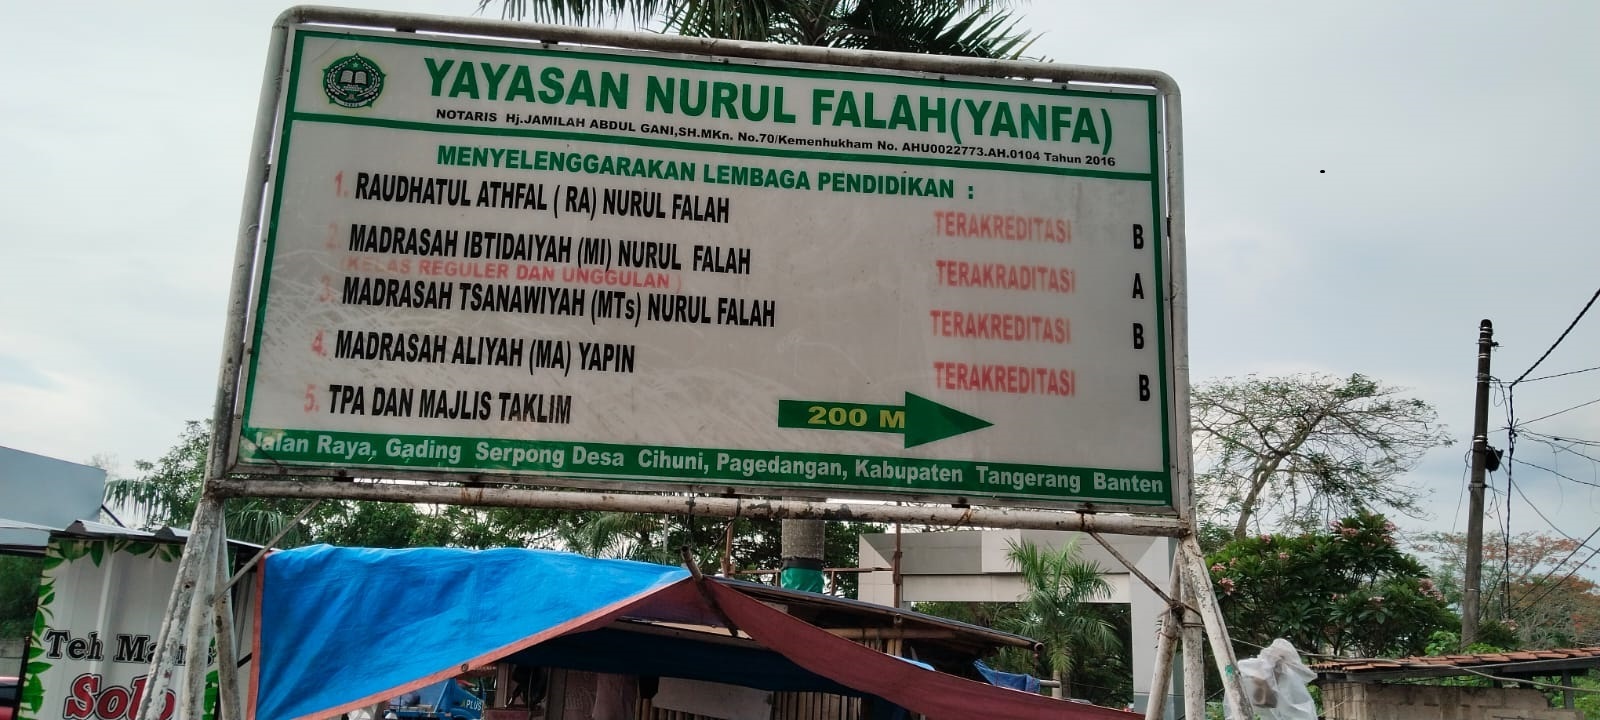 YAYASAN NURUL FALAH(YANFA)
NOTARIS Hj.JAMILAH ABDUL GANI,SH.MKn. No.70/Kemenhukham No. AHU0022773.AH.0104 Tahun 2016
MENYELENGGARAKAN LEMBAGA PENDIDIKAN :
1. RAUDHATUL ATHFAL ( RA) NURUL FALAH TERAKREDITASI B
2. MADRASAH IBTIDAIYAH (MI) NURUL FALAH TERAKRADITASI A
(KELAS REGULER DAN UNGGULAN )
3. MADRASAH TSANAWIYAH (MTs) NURUL FALAH TERAKREDITASI B
4. MADRASAH ALIYAH (MA) YAPIN TERAKREDITASI B
5. TPA DAN MAJLIS TAKLIM
200 M
Jalan Raya. Gading Serpong Desa Cihuni, Pagedangan, Kabupaten Tangerang Banten
Teh
Solo